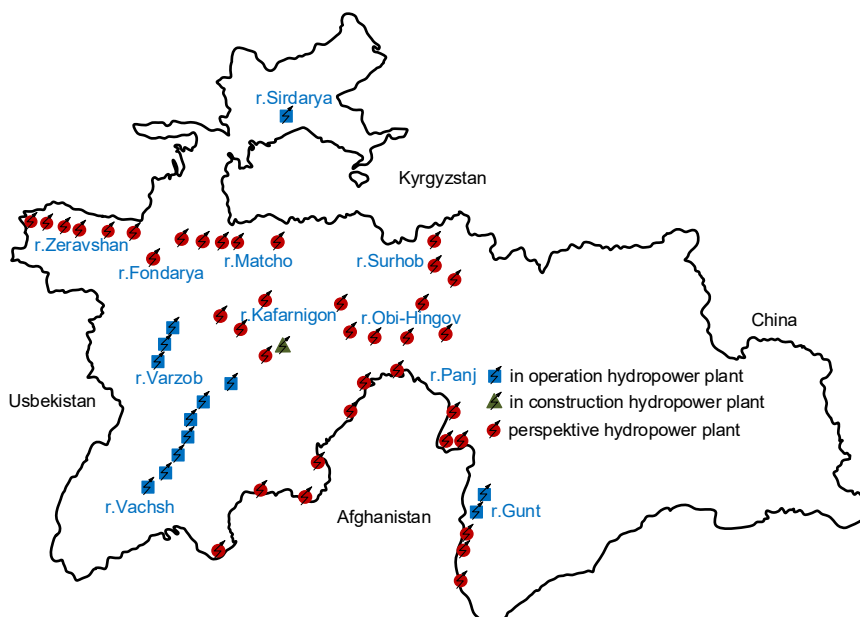 r.Sirdarya
Kyrgyzstan
r.Zeravshan
r.Fondarya
r.Matcho
r.Surhob
r.Kafarnigon
r.Obi-Hingov
China
r.Varzob
r.Panj
in operation hydropower plant
Usbekistan
in construction hydropower plant
perspektive hydropower plant
r.Vachsh
Afghanistan
r.Gunt